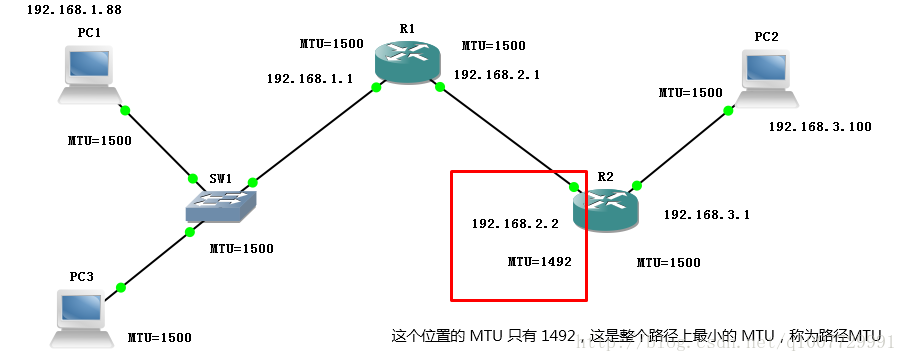 192.168.1.88
PC1
MTU=1500
R1
MTU=1500
MTU=1500
192.168.1.1
192.168.2.1
PC2
MTU=1500
192.168.3.100
SW1
MTU=1500
R2
192.168.2.2
192.168.3.1
MTU=1492
MTU=1500
PC3
MTU=1500
这个位置的 MTU 只有 1492，这是整个路径上最小的 MTU，称为路径MTU
http://blog.csdn.net/q1007729991